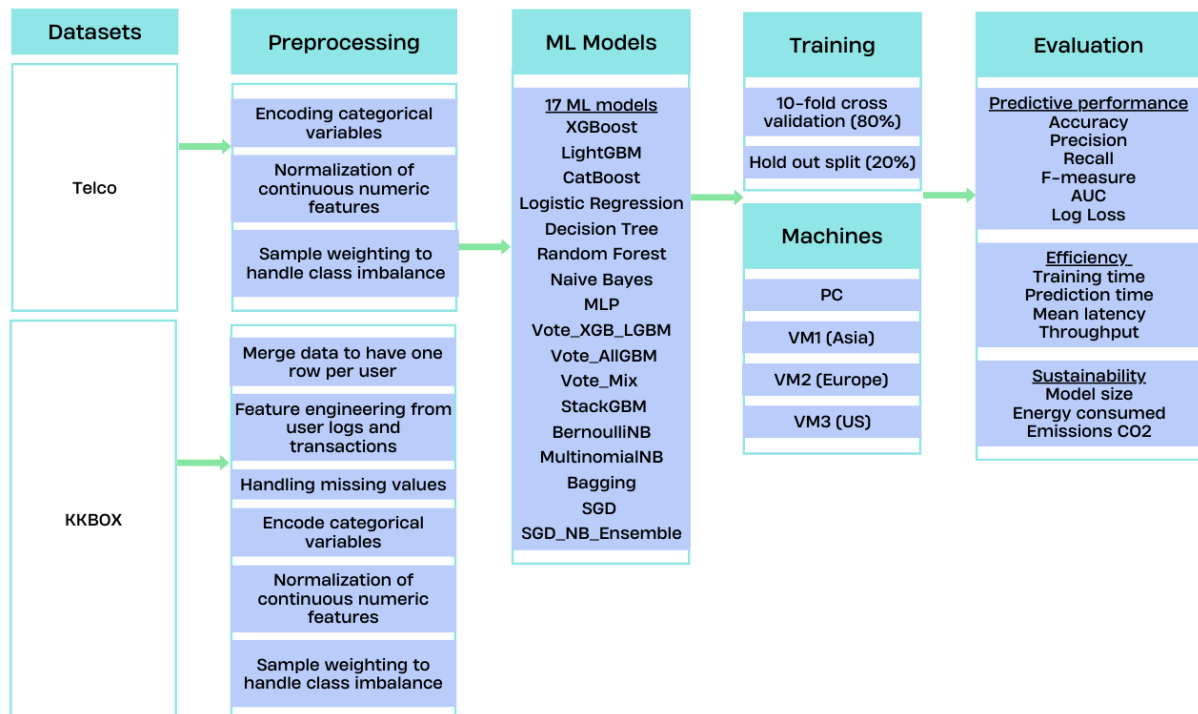 Datasets
Telco
KKBOX
Preprocessing
Encoding categorical
variables
Normalization of
continuous numeric
features
Sample weighting to
handle class imbalance
Merge data to have one
row per user
Feature engineering from
user logs and
transactions
Handling missing values
Encode categorical
variables
Normalization of
continuous numeric
features
Sample weighting to
handle class imbalance
ML Models
17 ML models
XGBoost
LightGBM
CatBoost
Logistic Regression
Decision Tree
Random Forest
Naive Bayes
MLP
Vote_XGB_LGBM
Vote_AllGBM
Vote_Mix
StackGBM
BernoulliNB
MultinomialNB
Bagging
SGD
SGD_NB_Ensemble
Training
10-fold cross
validation (80%)
Hold out split (20%)
Machines
PC
VM1 (Asia)
VM2 (Europe)
VM3 (US)
Evaluation
Predictive performance
Accuracy
Precision
Recall
F-measure
AUC
Log Loss
Efficiency
Training time
Prediction time
Mean latency
Throughput
Sustainability
Model size
Energy consumed
Emissions CO2